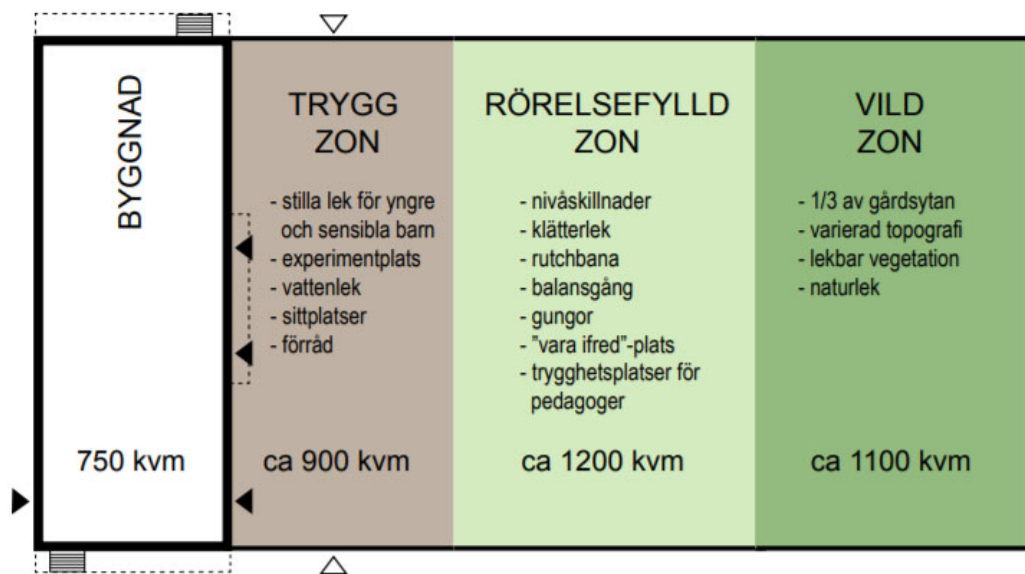 BYGGNAD
750 kvm
TRYGG
ZON
- stilla lek för yngre
och sensibla barn
- experimentplats
- vattenlek
- sittplatser
- förråd
ca 900 kvm
RÖRELSEFYLLD
ZON
- nivåskillnader
- klätterlek
- rutchbana
- balansgång
- gungor
- ”vara ifred”-plats
- trygghetsplatser för
pedagoger
ca 1200 kvm
VILD
ZON
- 1/3 av gårdsytan
- varierad topografi
- lekbar vegetation
- naturlek
ca 1100 kvm